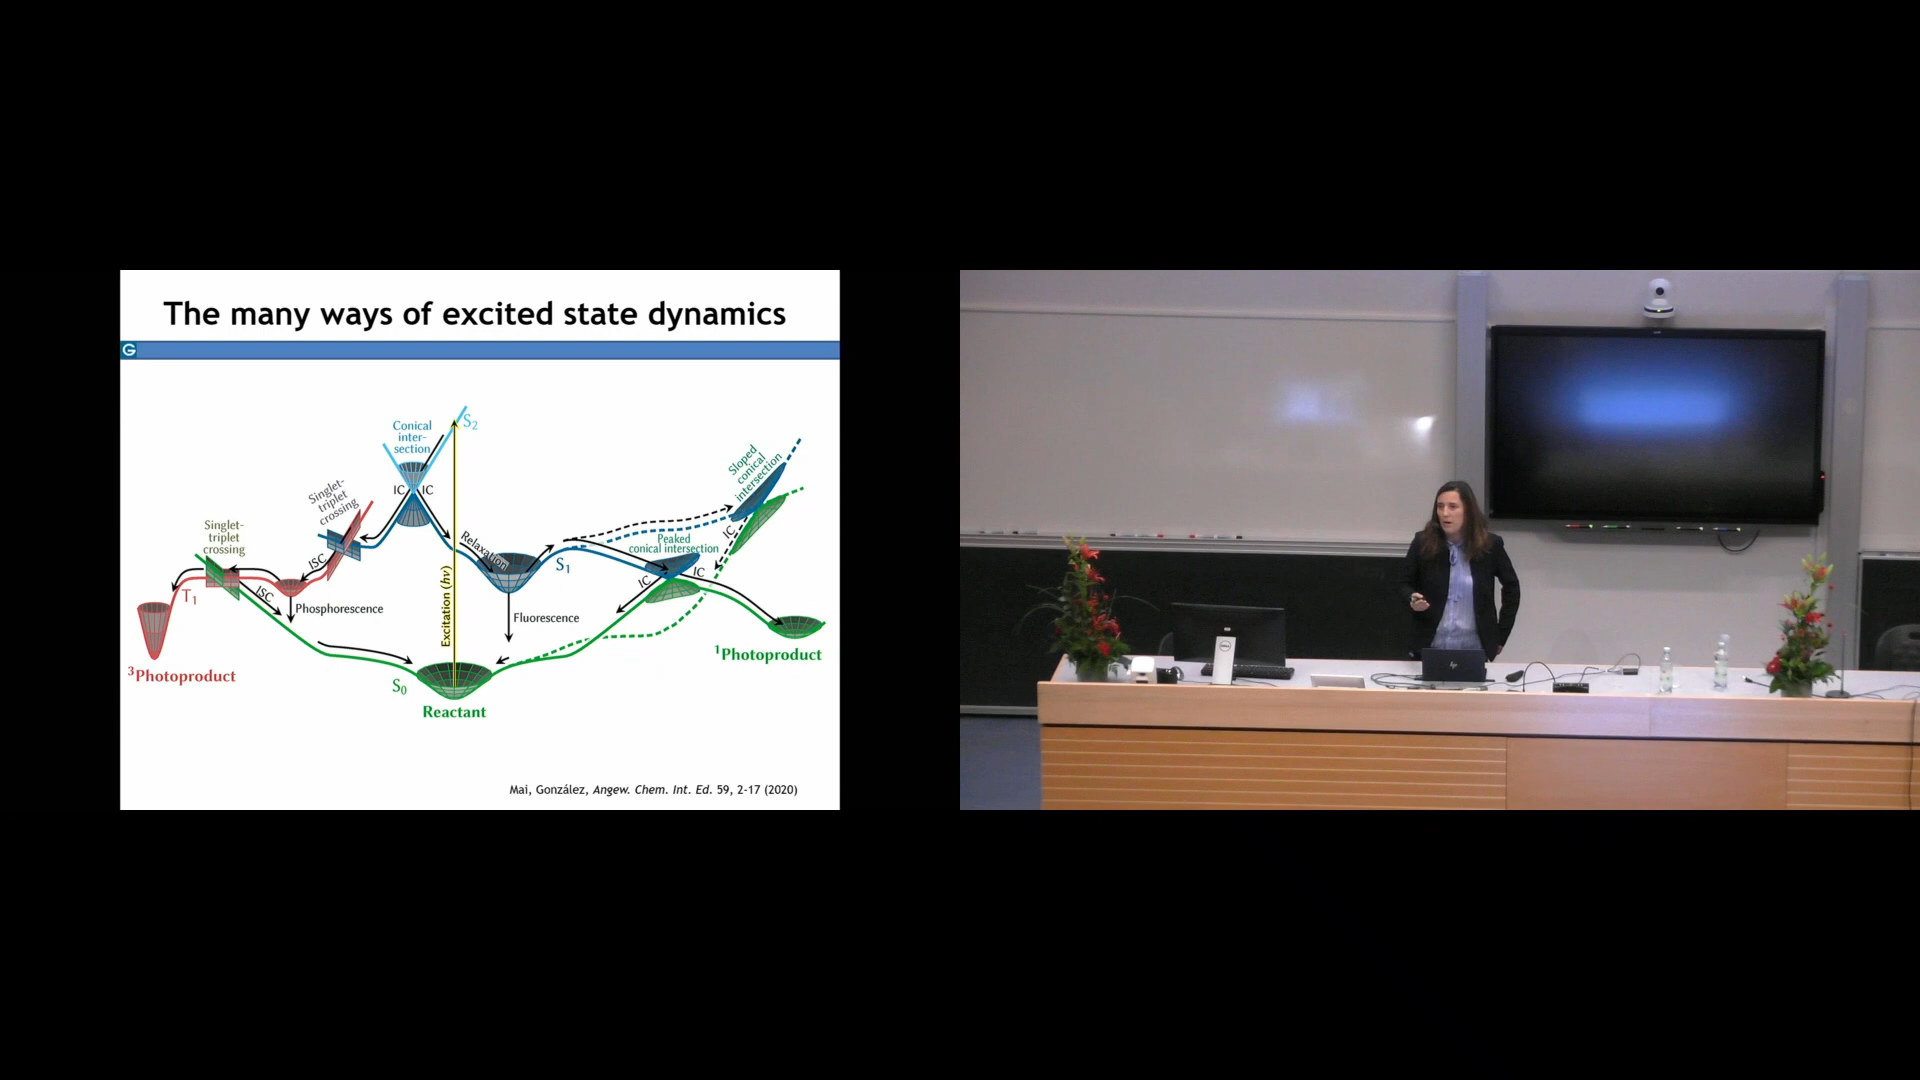 The many ways of excited state dynamics
G
S₂
Conical
inter-
section
IC
IC
Singlet-
triplet
crossing
Singlet-
triplet
crossing
ISC
ISC
T₁
Phosphorescence
³Photoproduct
Excitation (hν)
Relaxation
S₁
Fluorescence
Sloped
conical
intersection
IC
Peaked
conical intersection
IC
IC
¹Photoproduct
S₀
Reactant
Mai, González, Angew. Chem. Int. Ed. 59, 2-17 (2020)